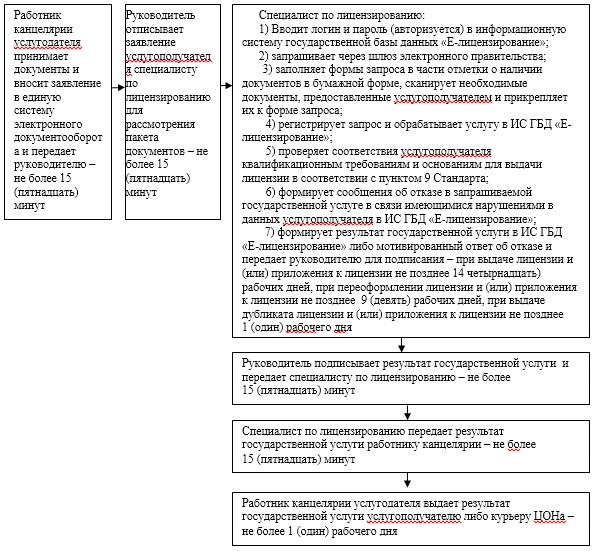 Работник
канцелярии
услугодателя
принимает
документы и
вносит заявление
в единую
систему
электронного
документооборот
а и передает
руководителю –
не более 15
(пятнадцать)
минут
Руководитель
отписывает
заявление
услугополучател
я специалисту
по
лицензированию
для
рассмотрения
пакета
документов – не
более 15
(пятнадцать)
минут
Специалист по лицензированию:
1) Вводит логин и пароль (авторизуется) в информационную
систему государственной базы данных «Е-лицензирование»;
2) запрашивает через шлюз электронного правительства;
3) заполняет формы запроса в части отметки о наличии
документов в бумажной форме, сканирует необходимые
документы, предоставленные услугополучателем и прикрепляет
их к форме запроса;
4) регистрирует запрос и обрабатывает услугу в ИС ГБД «Е-
лицензирование»;
5) проверяет соответствия услугополучателя
квалификационным требованиям и основаниям для выдачи
лицензии в соответствии с пунктом 9 Стандарта;
6) формирует сообщения об отказе в запрашиваемой
государственной услуге в связи имеющимися нарушениями в
данных услугополучателя в ИС ГБД «Е-лицензирование»;
7) формирует результат государственной услуги в ИС ГБД
«Е-лицензирование» либо мотивированный ответ об отказе и
передает руководителю для подписания – при выдаче лицензии и
(или) приложения к лицензии не позднее 14 четырнадцать)
рабочих дней, при переоформлении лицензии и (или) приложения
к лицензии не позднее 9 (девять) рабочих дней, при выдаче
дубликата лицензии и (или) приложения к лицензии не позднее
1 (один) рабочего дня
Руководитель подписывает результат государственной услуги и
передает специалисту по лицензированию – не более
15 (пятнадцать) минут
Специалист по лицензированию передает результат
государственной услуги работнику канцелярии – не более
15 (пятнадцать) минут
Работник канцелярии услугодателя выдает результат
государственной услуги услугополучателю либо курьеру ЦОНа –
не более 1 (один) рабочего дня